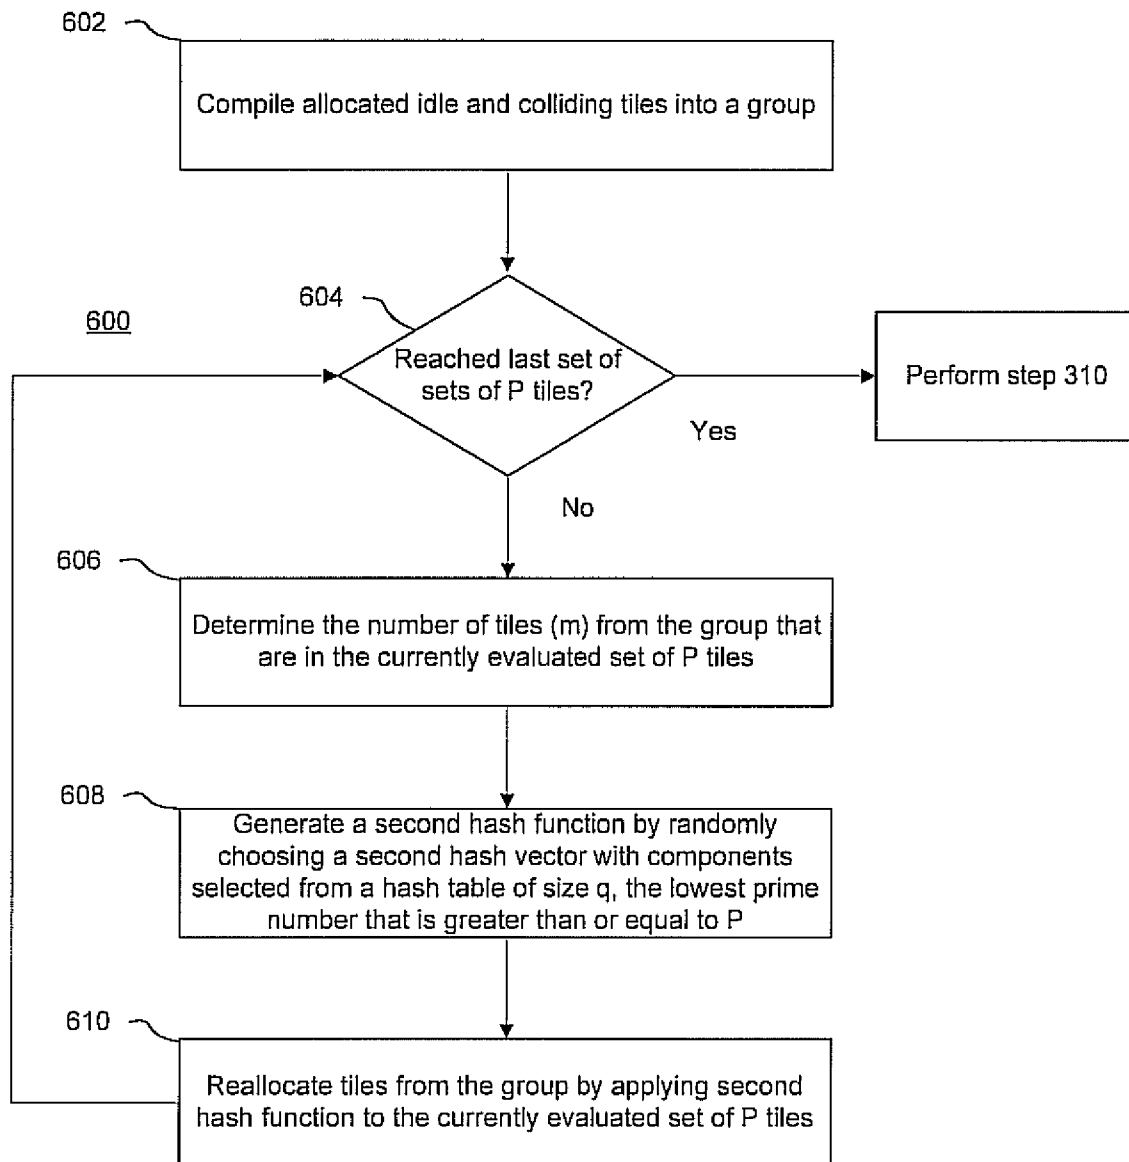 602
Compile allocated idle and colliding tiles into a group
604
600
Reached last set of
sets of P tiles?
Perform step 310
Yes
No
606
Determine the number of tiles (m) from the group that
are in the currently evaluated set of P tiles
608
Generate a second hash function by randomly
choosing a second hash vector with components
selected from a hash table of size q, the lowest prime
number that is greater than or equal to P
610
Reallocate tiles from the group by applying second
hash function to the currently evaluated set of P tiles